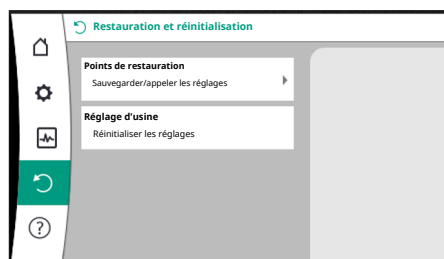 Restauration et réinitialisation
Points de restauration
Sauvegarder/appeler les réglages
Réglage d'usine
Réinitialiser les réglages